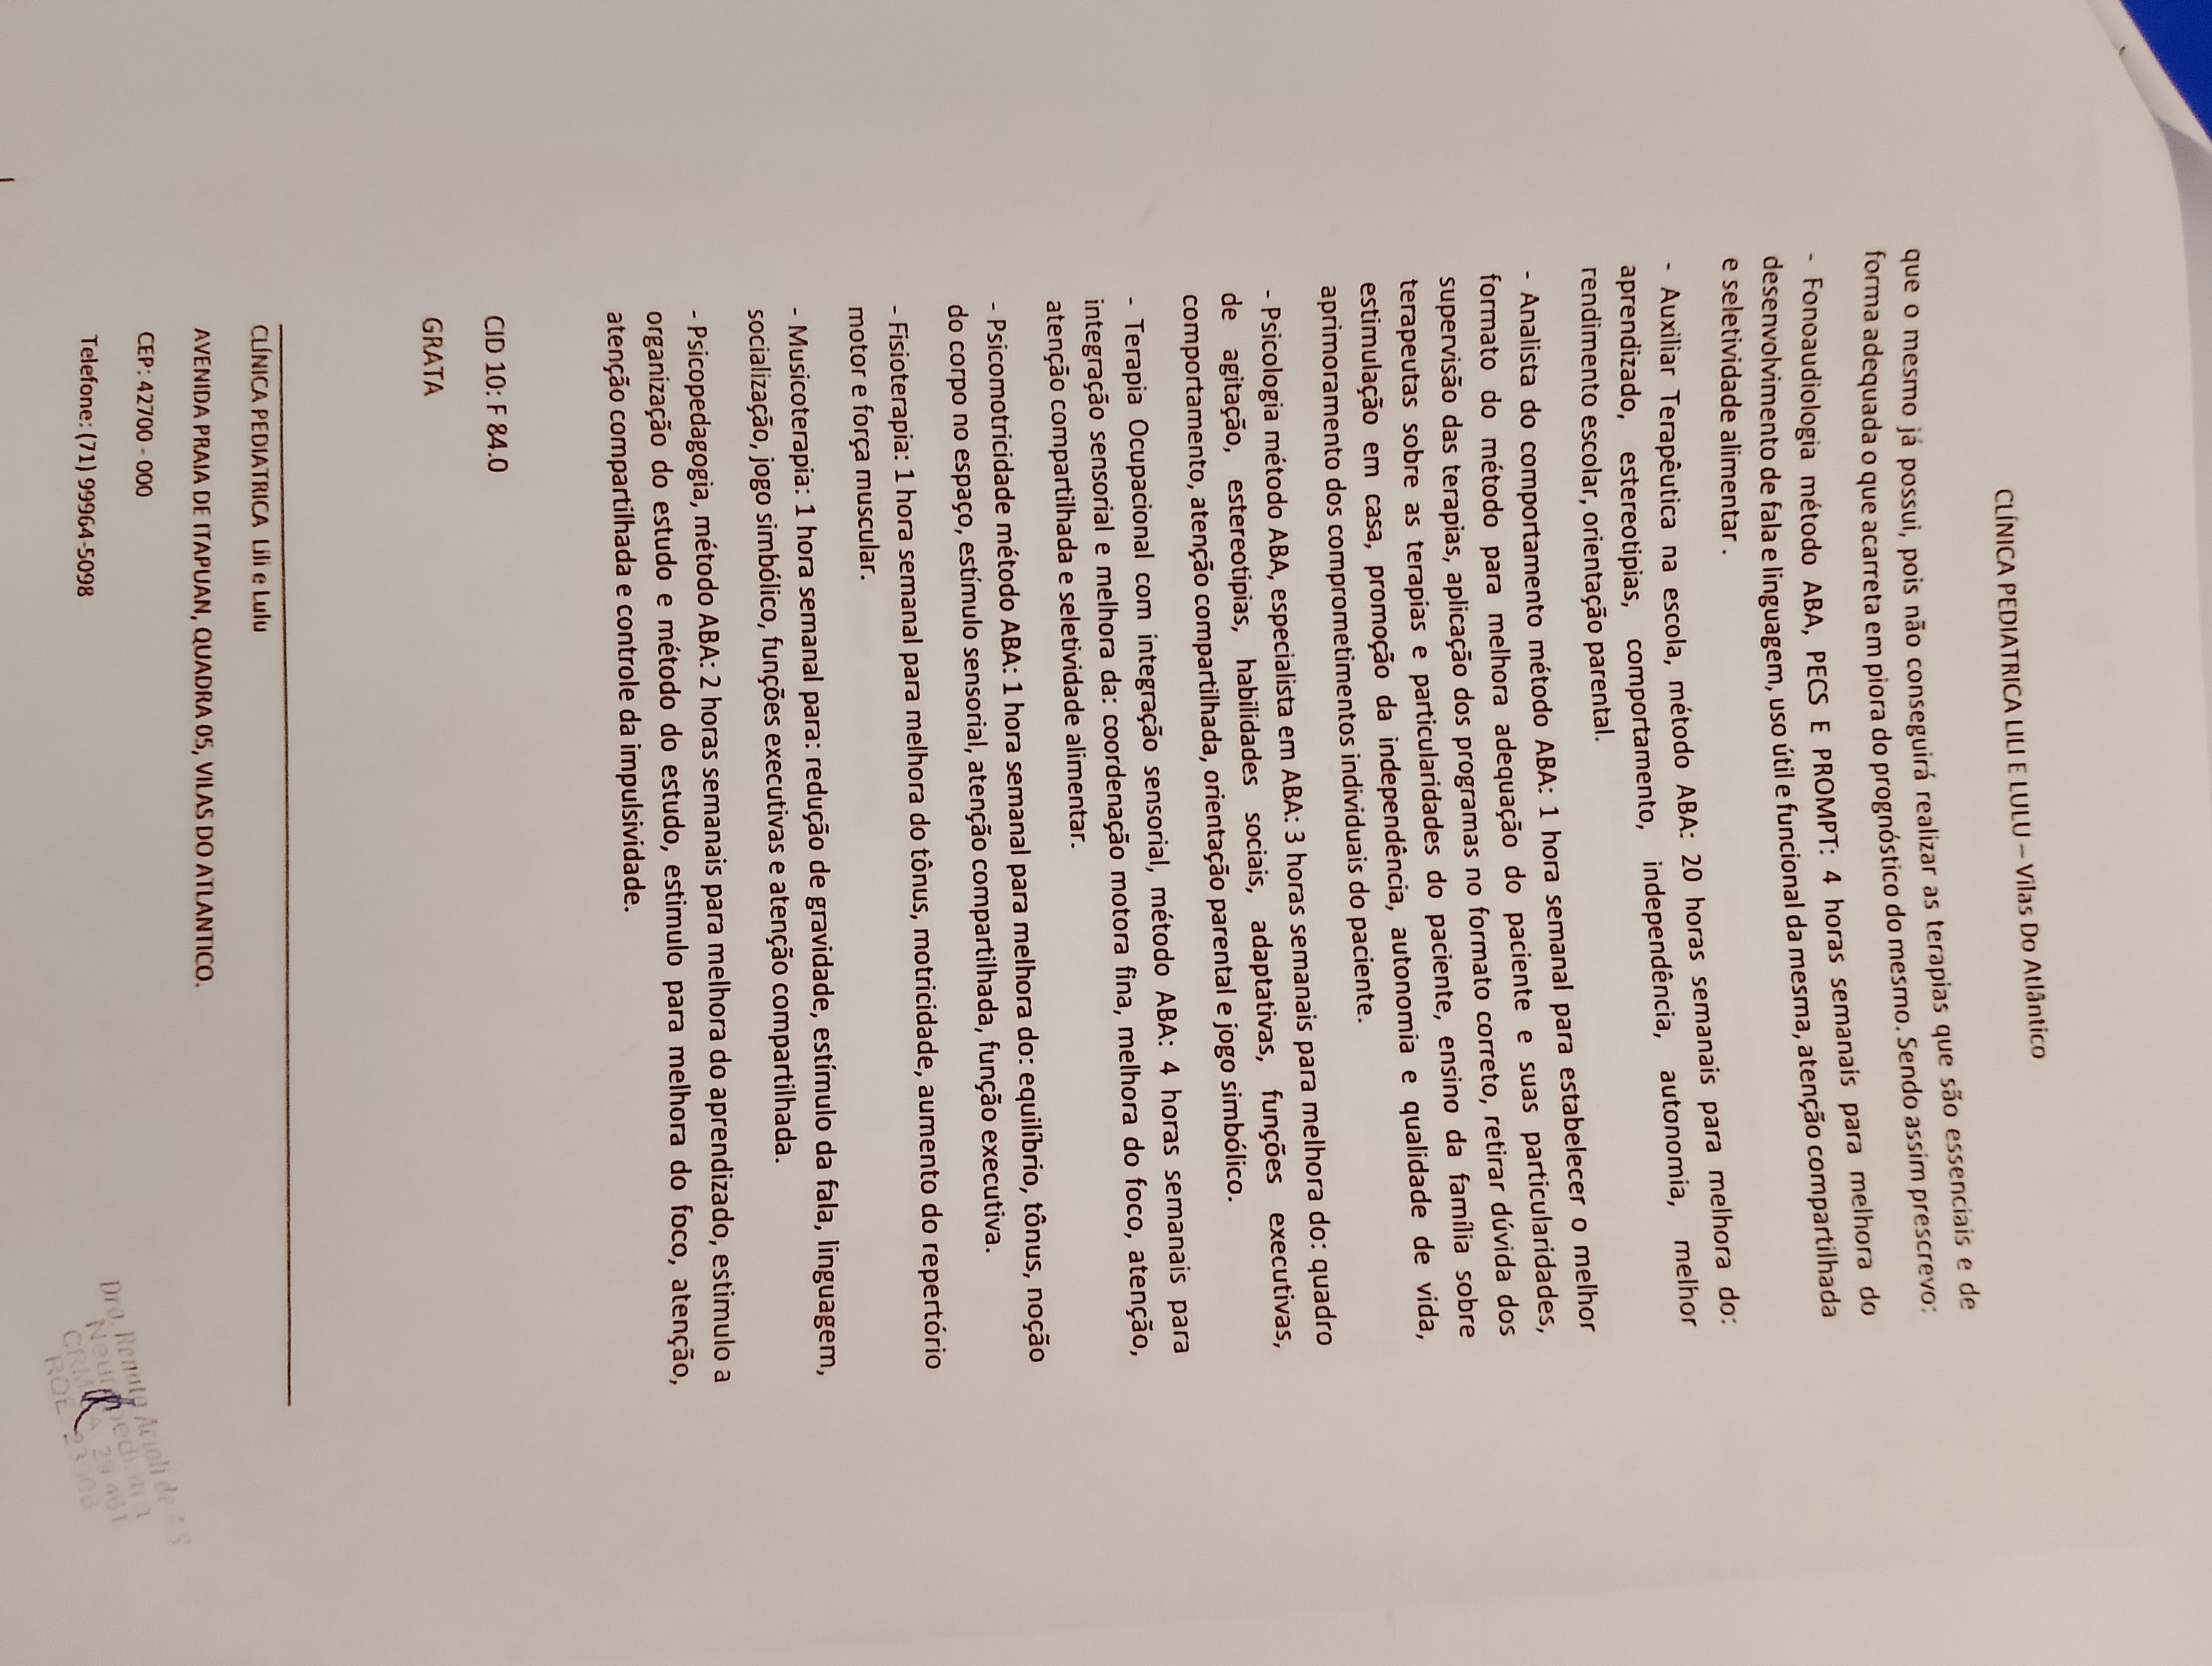 CLÍNICA PEDIATRICA LILI E LULU – Vilas Do Atlântico
que o mesmo já possui, pois não conseguirá realizar as terapias que são essenciais e de
forma adequada o que acarreta em piora do prognóstico do mesmo. Sendo assim prescrevo:
- Fonoaudiologia método ABA, PECS E PROMPT: 4 horas semanais para melhora do
desenvolvimento de fala e linguagem, uso útil e funcional da mesma, atenção compartilhada
e seletividade alimentar .
- Auxiliar Terapêutica na escola, método ABA: 20 horas semanais para melhora do:
aprendizado, estereotipias, comportamento, independência, autonomia, melhor
rendimento escolar, orientação parental.
- Analista do comportamento método ABA: 1 hora semanal para estabelecer o melhor
formato do método para melhora adequação do paciente e suas particularidades,
supervisão das terapias, aplicação dos programas no formato correto, retirar dúvida dos
terapeutas sobre as terapias e particularidades do paciente, ensino da família sobre
estimulação em casa, promoção da independência, autonomia e qualidade de vida,
aprimoramento dos comprometimentos individuais do paciente.
- Psicologia método ABA, especialista em ABA: 3 horas semanais para melhora do: quadro
de agitação, estereotipias, habilidades sociais, adaptativas, funções executivas,
comportamento, atenção compartilhada, orientação parental e jogo simbólico.
- Terapia Ocupacional com integração sensorial, método ABA: 4 horas semanais para
integração sensorial e melhora da: coordenação motora fina, melhora do foco, atenção,
atenção compartilhada e seletividade alimentar.
- Psicomotricidade método ABA: 1 hora semanal para melhora do: equilíbrio, tônus, noção
do corpo no espaço, estímulo sensorial, atenção compartilhada, função executiva.
- Fisioterapia: 1 hora semanal para melhora do tônus, motricidade, aumento do repertório
motor e força muscular.
- Musicoterapia: 1 hora semanal para: redução de gravidade, estímulo da fala, linguagem,
socialização, jogo simbólico, funções executivas e atenção compartilhada.
- Psicopedagogia, método ABA: 2 horas semanais para melhora do aprendizado, estimulo a
organização do estudo e método do estudo, estimulo para melhora do foco, atenção,
atenção compartilhada e controle da impulsividade.
CID 10: F 84.0
GRATA
CLÍNICA PEDIATRICA Lili e Lulu
AVENIDA PRAIA DE ITAPUAN, QUADRA 05, VILAS DO ATLANTICO.
CEP: 42700 - 000
Telefone: (71) 99964-5098
Dra. Renata Acioli de
RQE